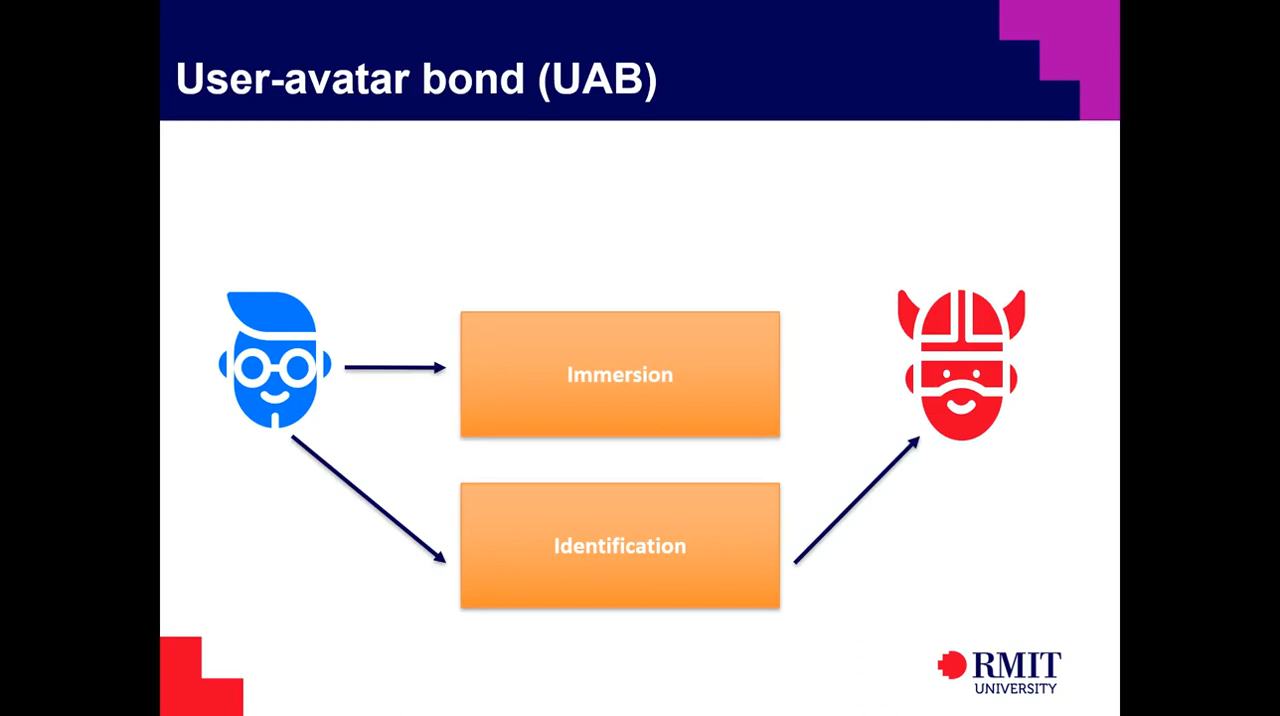 User-avatar bond (UAB)
Immersion
Identification
RMIT
UNIVERSITY